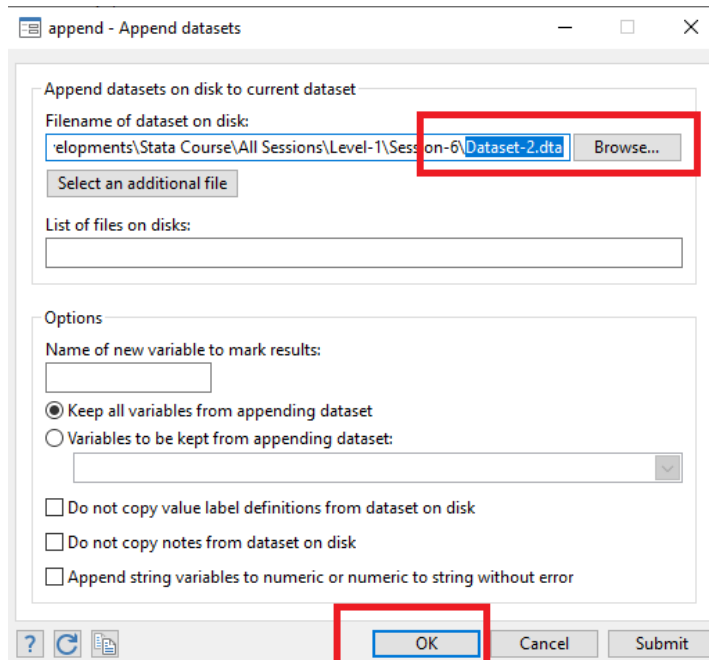 append - Append datasets
Append datasets on disk to current dataset
Filename of dataset on disk:
elopments\Stata Course\All Sessions\Level-1\Session-6\Dataset-2.dta Browse...
Select an additional file
List of files on disks:
Options
Name of new variable to mark results:
Keep all variables from appending dataset
Variables to be kept from appending dataset:
Do not copy value label definitions from dataset on disk
Do not copy notes from dataset on disk
Append string variables to numeric or numeric to string without error
? OK Cancel Submit